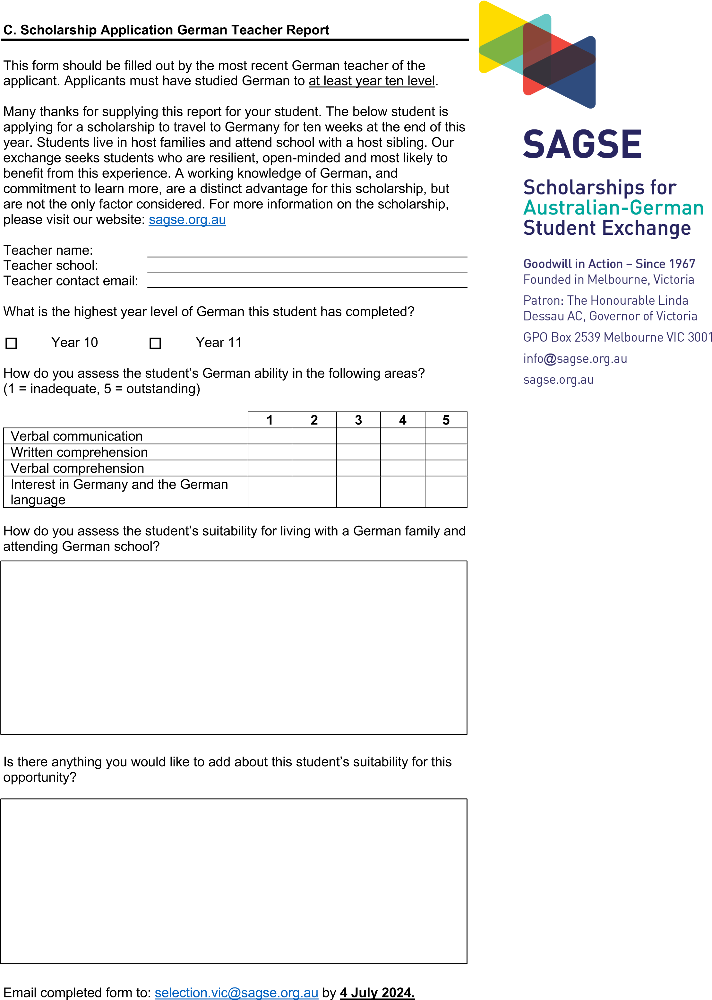 C. Scholarship Application German Teacher Report
This form should be filled out by the most recent German teacher of the
applicant. Applicants must have studied German to at least year ten level.
Many thanks for supplying this report for your student. The below student is
applying for a scholarship to travel to Germany for ten weeks at the end of this
year. Students live in host families and attend school with a host sibling. Our
exchange seeks students who are resilient, open-minded and most likely to
benefit from this experience. A working knowledge of German, and
commitment to learn more, are a distinct advantage for this scholarship, but
are not the only factor considered. For more information on the scholarship,
please visit our website: sagse.org.au
Teacher name:
Teacher school:
Teacher contact email:
What is the highest year level of German this student has completed?
Year 10 Year 11
How do you assess the student’s German ability in the following areas?
(1 = inadequate, 5 = outstanding)
1 2 3 4 5
Verbal communication
Written comprehension
Verbal comprehension
Interest in Germany and the German
language
How do you assess the student’s suitability for living with a German family and
attending German school?
Is there anything you would like to add about this student’s suitability for this
opportunity?
Email completed form to: selection.vic@sagse.org.au by 4 July 2024.
SAGSE
Scholarships for
Australian-German
Student Exchange
Goodwill in Action – Since 1967
Founded in Melbourne, Victoria
Patron: The Honourable Linda
Dessau AC, Governor of Victoria
GPO Box 2539 Melbourne VIC 3001
info@sagse.org.au
sagse.org.au